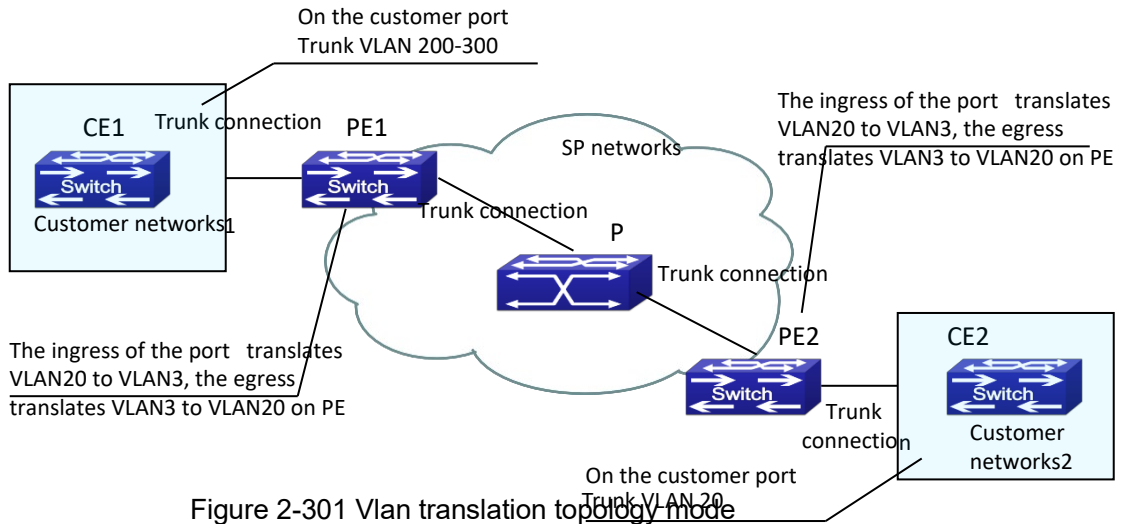 On the customer port
Trunk VLAN 200-300
CE1
Trunk connection
PE1
Switch
Switch
Customer networks1
Trunk connection
SP networks
P
Trunk connection
The ingress of the port translates
VLAN20 to VLAN3, the egress
translates VLAN3 to VLAN20 on PE
The ingress of the port translates
VLAN20 to VLAN3, the egress
translates VLAN3 to VLAN20 on PE
PE2
Switch
CE2
Switch
Trunk
connection
Customer
networks2
On the customer port
Trunk VLAN 20
Figure 2-301 Vlan translation topology mode